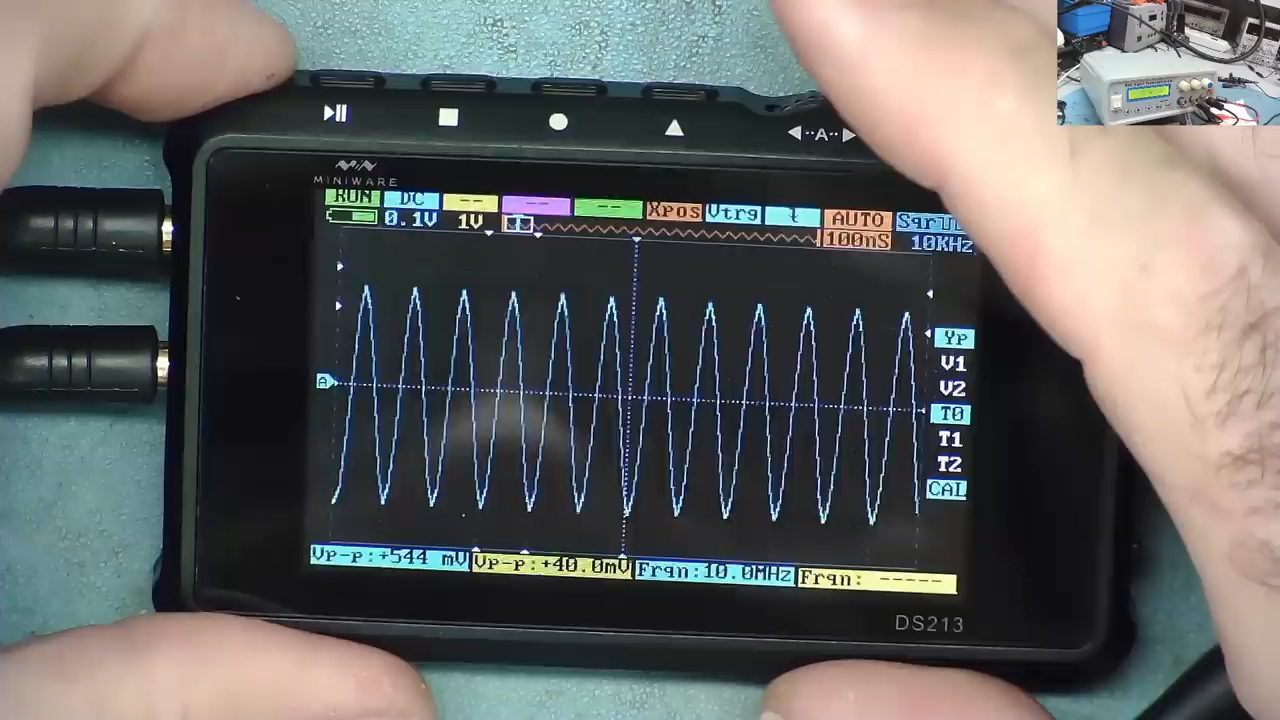 MINIWARE
RUN DC -- -- -- Xpos Vtrg AUTO
0.1V 1V 100nS 10KHz
Yp
V1
V2
A T0
T1
T2
CAL
Vp-p:+544 mV Vp-p:+40.0mV Frqn:10.0MHz Frqn: -----
DS213